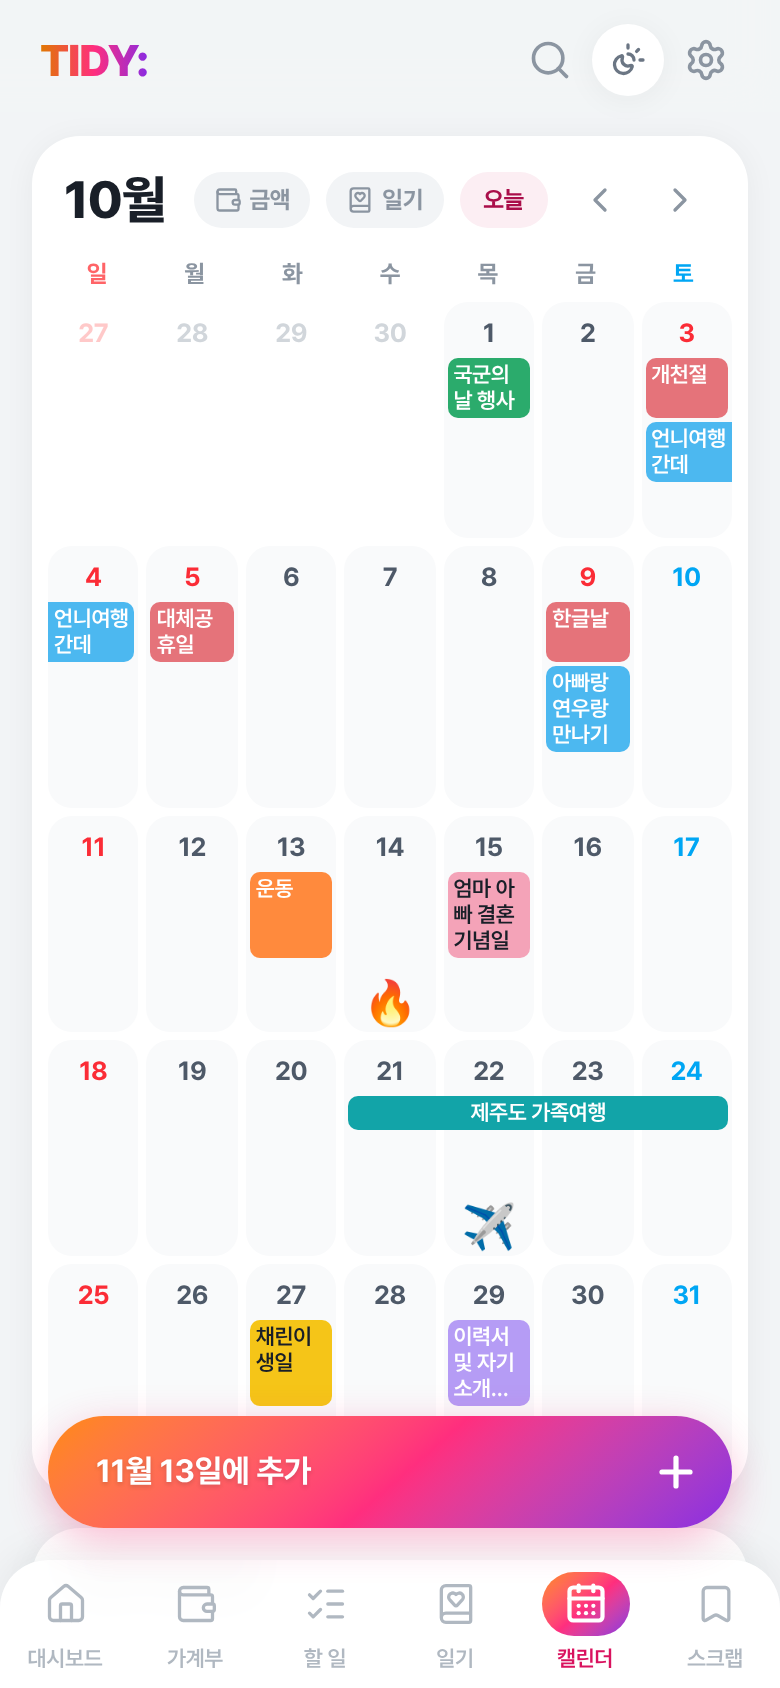 TIDY:
10월 금액 일기 오늘
일 월 화 수 목 금 토
27 28 29 30 1 2 3
국군의
날 행사
개천절
언니여행
간데
4 5 6 7 8 9 10
언니여행
간데
대체공
휴일
한글날
아빠랑
연우랑
만나기
11 12 13 14 15 16 17
운동
엄마 아
빠 결혼
기념일
18 19 20 21 22 23 24
제주도 가족여행
25 26 27 28 29 30 31
채린이
생일
이력서
및 자기
소개...
11월 13일에 추가
대시보드 가계부 할 일 일기 캘린더 스크랩